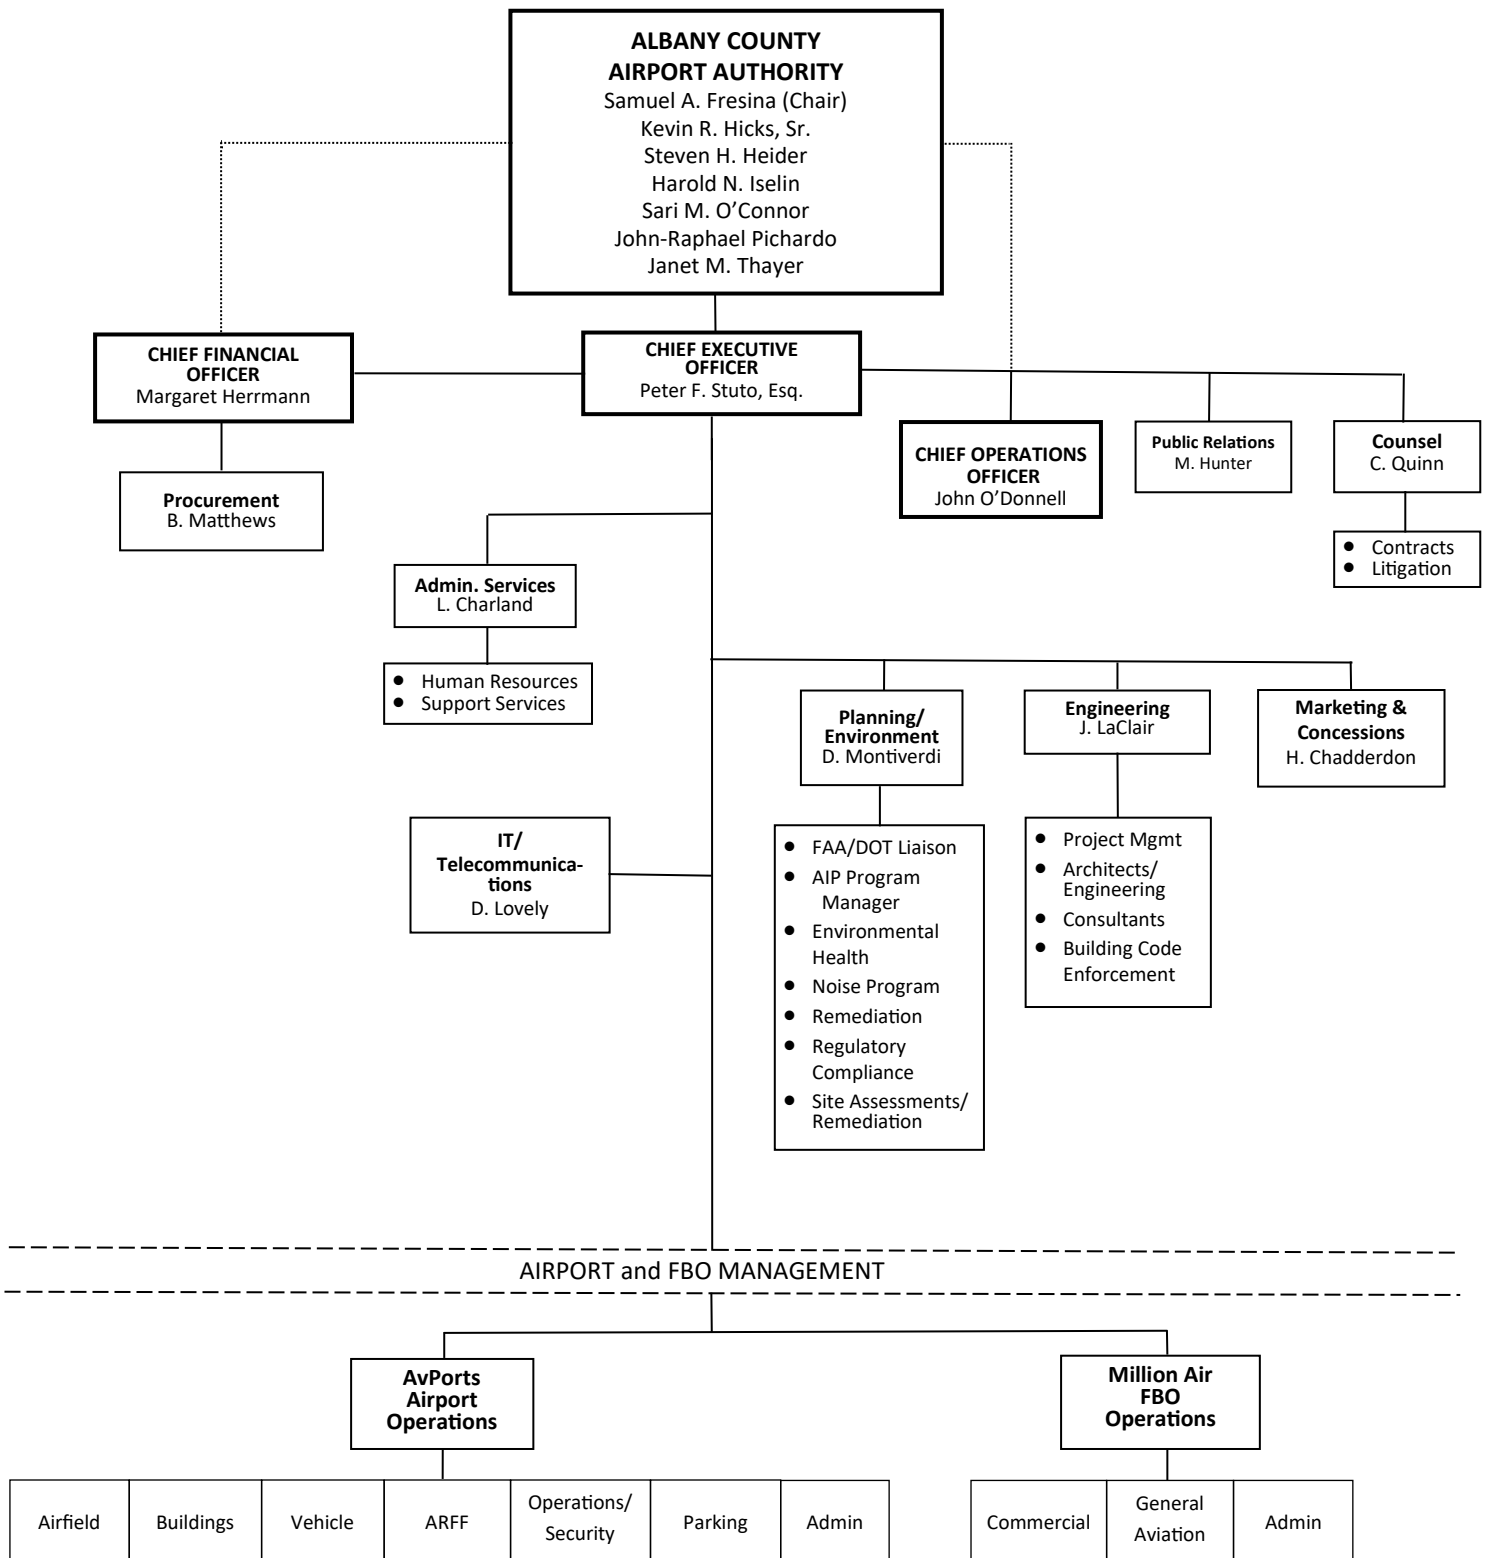 ALBANY COUNTY
AIRPORT AUTHORITY
Samuel A. Fresina (Chair)
Kevin R. Hicks, Sr.
Steven H. Heider
Harold N. Iselin
Sari M. O’Connor
John-Raphael Pichardo
Janet M. Thayer
CHIEF FINANCIAL
OFFICER
Margaret Herrmann
CHIEF EXECUTIVE
OFFICER
Peter F. Stuto, Esq.
CHIEF OPERATIONS
OFFICER
John O’Donnell
Public Relations
M. Hunter
Counsel
C. Quinn
Procurement
B. Matthews
• Contracts
• Litigation
Admin. Services
L. Charland
• Human Resources
• Support Services
Planning/
Environment
D. Montiverdi
Engineering
J. LaClair
Marketing &
Concessions
H. Chadderdon
IT/
Telecommunica-
tions
D. Lovely
• FAA/DOT Liaison
• AIP Program
Manager
• Environmental
Health
• Noise Program
• Remediation
• Regulatory
Compliance
• Site Assessments/
Remediation
• Project Mgmt
• Architects/
Engineering
• Consultants
• Building Code
Enforcement
AIRPORT and FBO MANAGEMENT
AvPorts
Airport
Operations
Million Air
FBO
Operations
Airfield
Buildings
Vehicle
ARFF
Operations/
Security
Parking
Admin
Commercial
General
Aviation
Admin